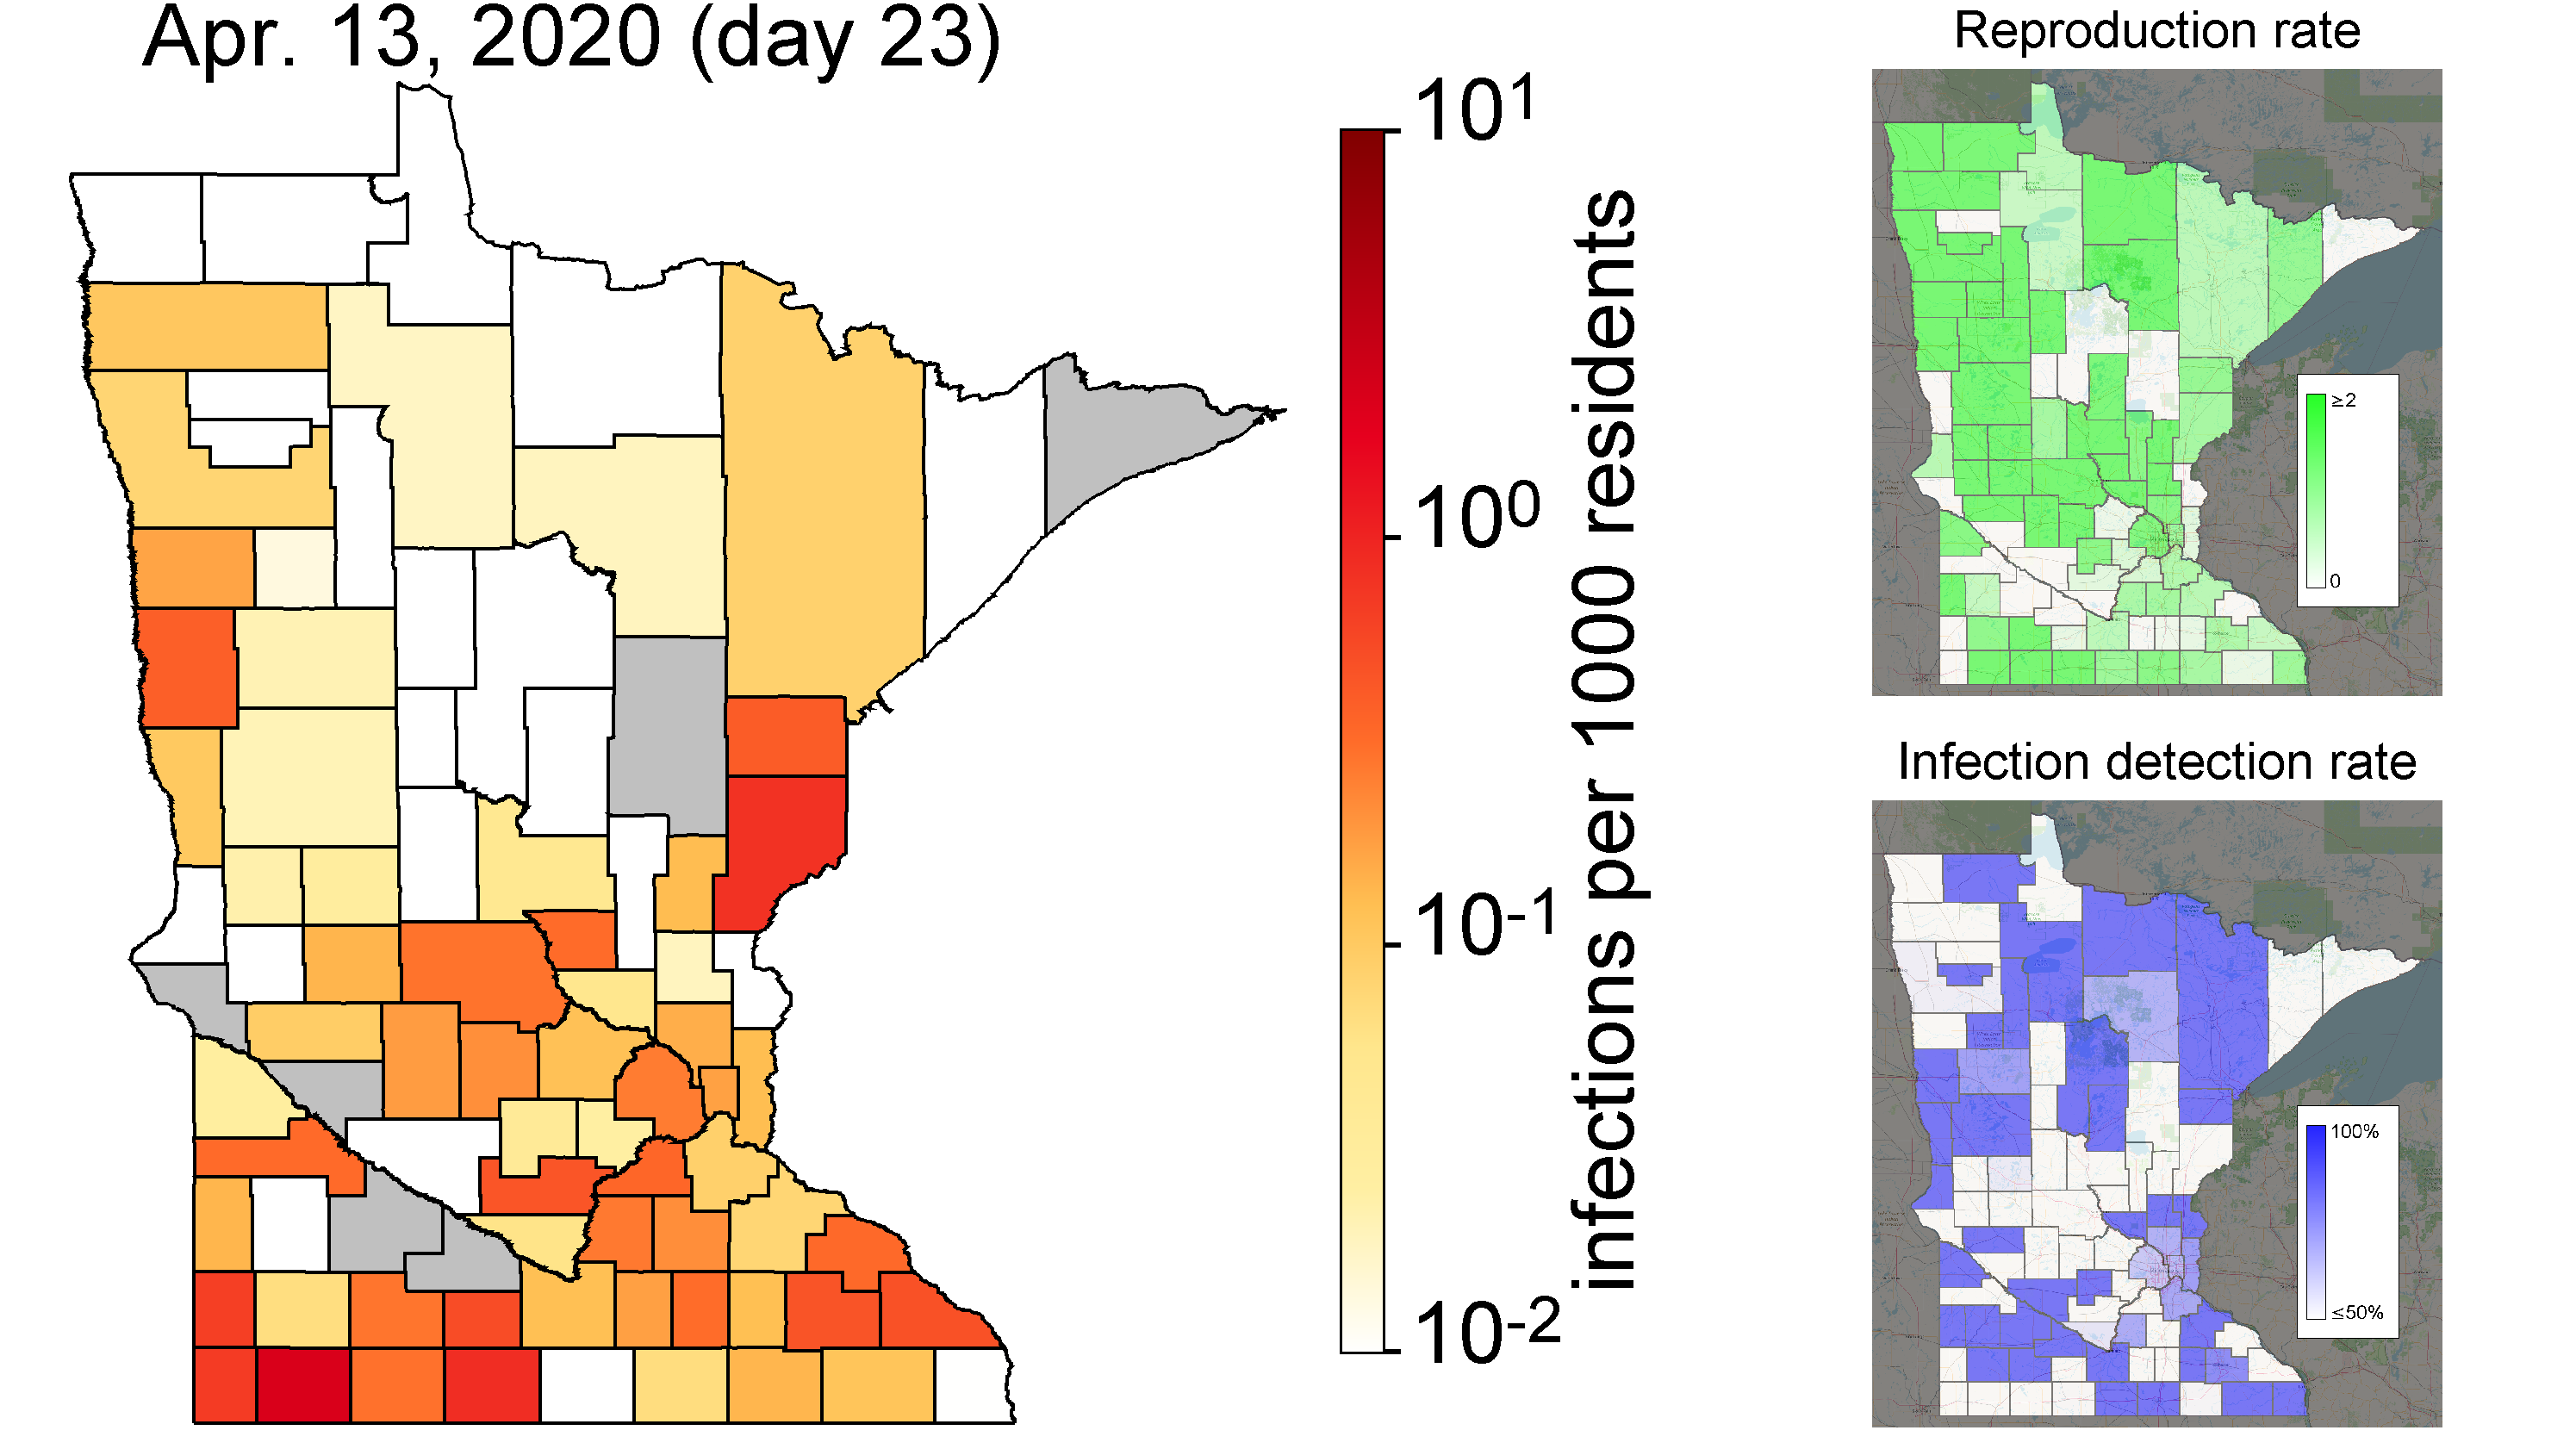 Apr. 13, 2020 (day 23)
10¹
10⁰
10⁻¹
10⁻²
infections per 1000 residents
Reproduction rate
≥2
0
Infection detection rate
100%
≤50%